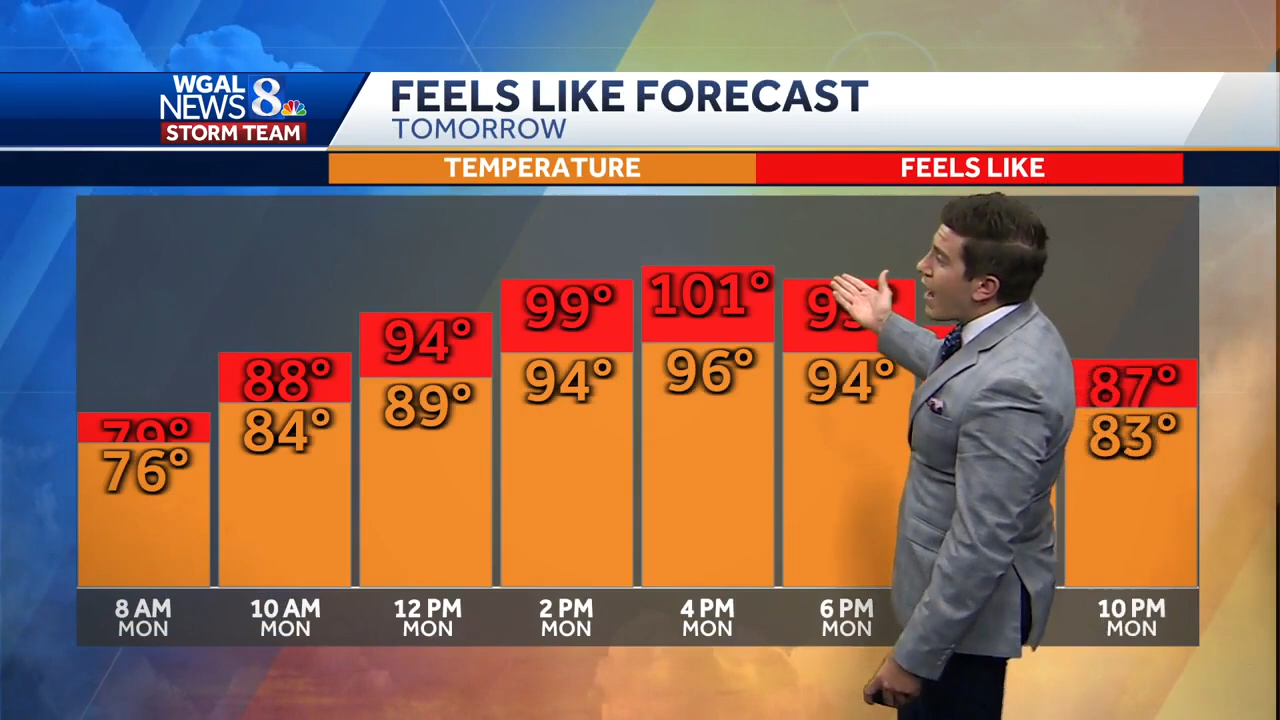 WGAL
NEWS 8
STORM TEAM
FEELS LIKE FORECAST
TOMORROW
TEMPERATURE FEELS LIKE
79° 88° 94° 99° 101° 87°
76° 84° 89° 94° 96° 94° 83°
8 AM 10 AM 12 PM 2 PM 4 PM 6 PM 10 PM
MON MON MON MON MON MON MON